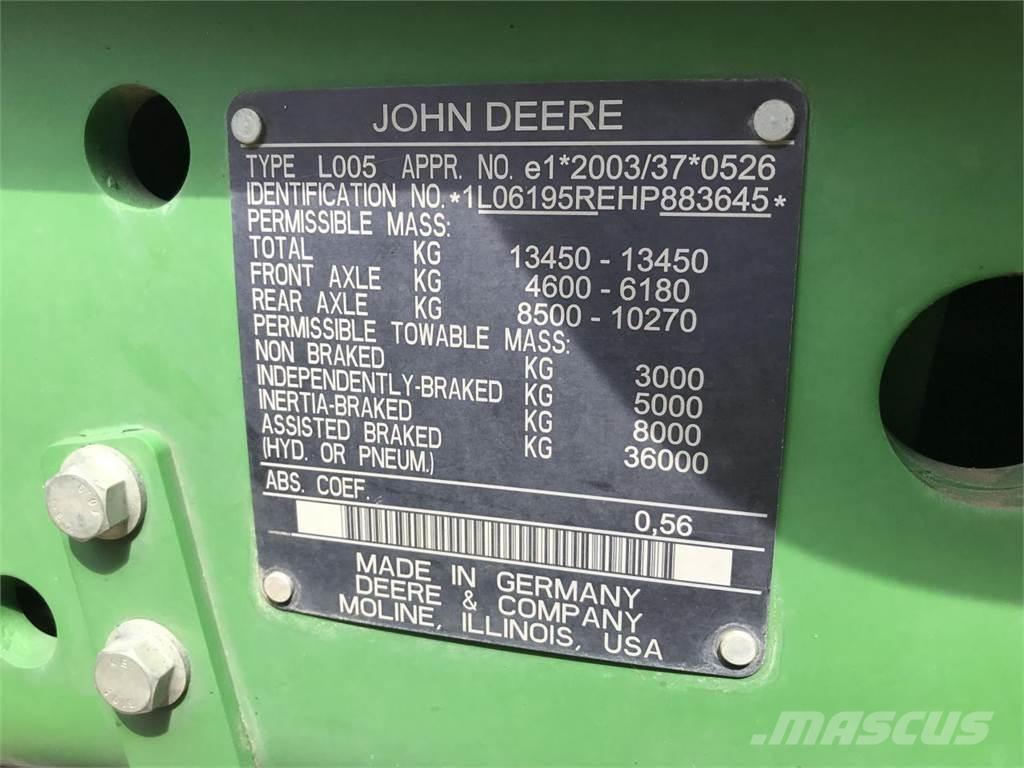 JOHN DEERE
TYPE L005 APPR. NO. e1*2003/37*0526
IDENTIFICATION NO. *1L06195REHP883645*
PERMISSIBLE MASS:
TOTAL KG 13450 - 13450
FRONT AXLE KG 4600 - 6180
REAR AXLE KG 8500 - 10270
PERMISSIBLE TOWABLE MASS:
NON BRAKED KG 3000
INDEPENDENTLY-BRAKED KG 5000
INERTIA-BRAKED KG 8000
ASSISTED BRAKED KG 36000
(HYD. OR PNEUM.)
ABS. COEF. 0,56
MADE IN GERMANY
DEERE & COMPANY
MOLINE, ILLINOIS, USA
MASCUS